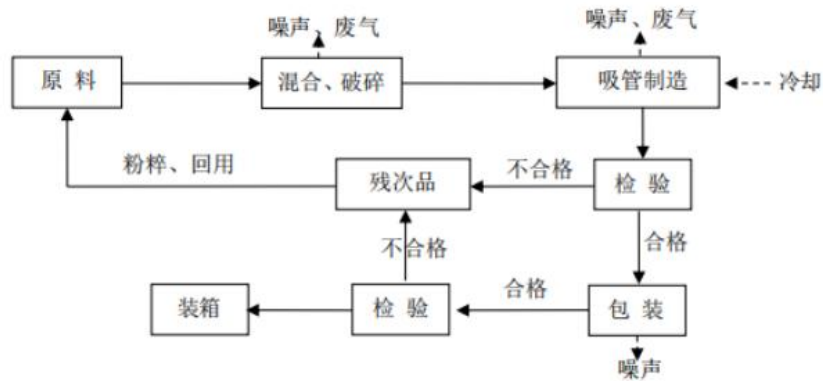 噪声、废气
噪声、废气
原 料
混合、破碎
吸管制造
冷却
粉粹、回用
残次品
不合格
检 验
不合格
合格
装箱
检 验
合格
包 装
噪声